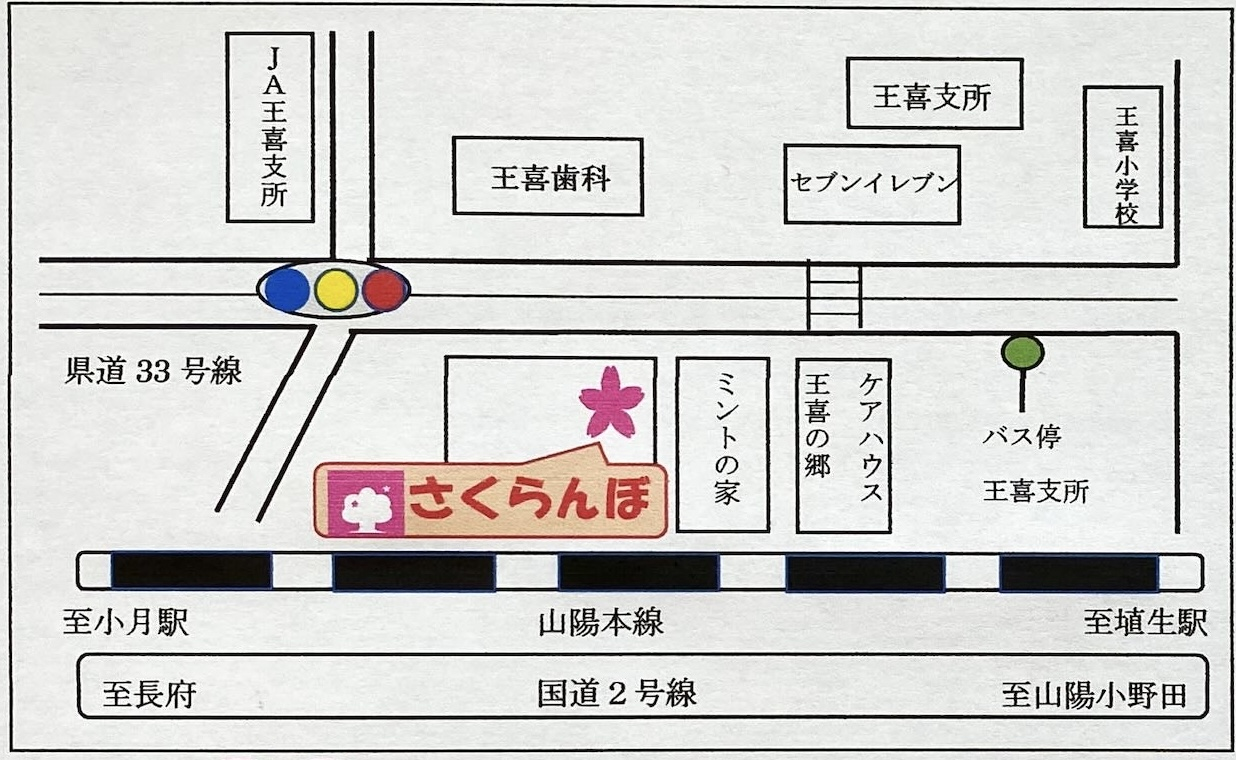 JA王喜支所
王喜歯科
王喜支所
セブンイレブン
王喜小学校
県道33号線
さくらんぼ
ミントの家
ケアハウス
王喜の郷
バス停
王喜支所
至小月駅
山陽本線
至埴生駅
至長府
国道2号線
至山陽小野田